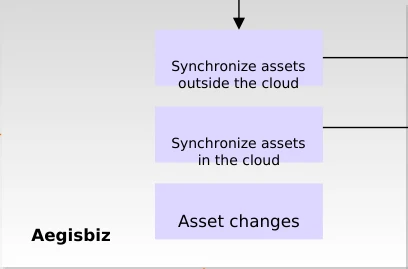 Synchronize assets
outside the cloud
Synchronize assets
in the cloud
Asset changes
Aegisbiz